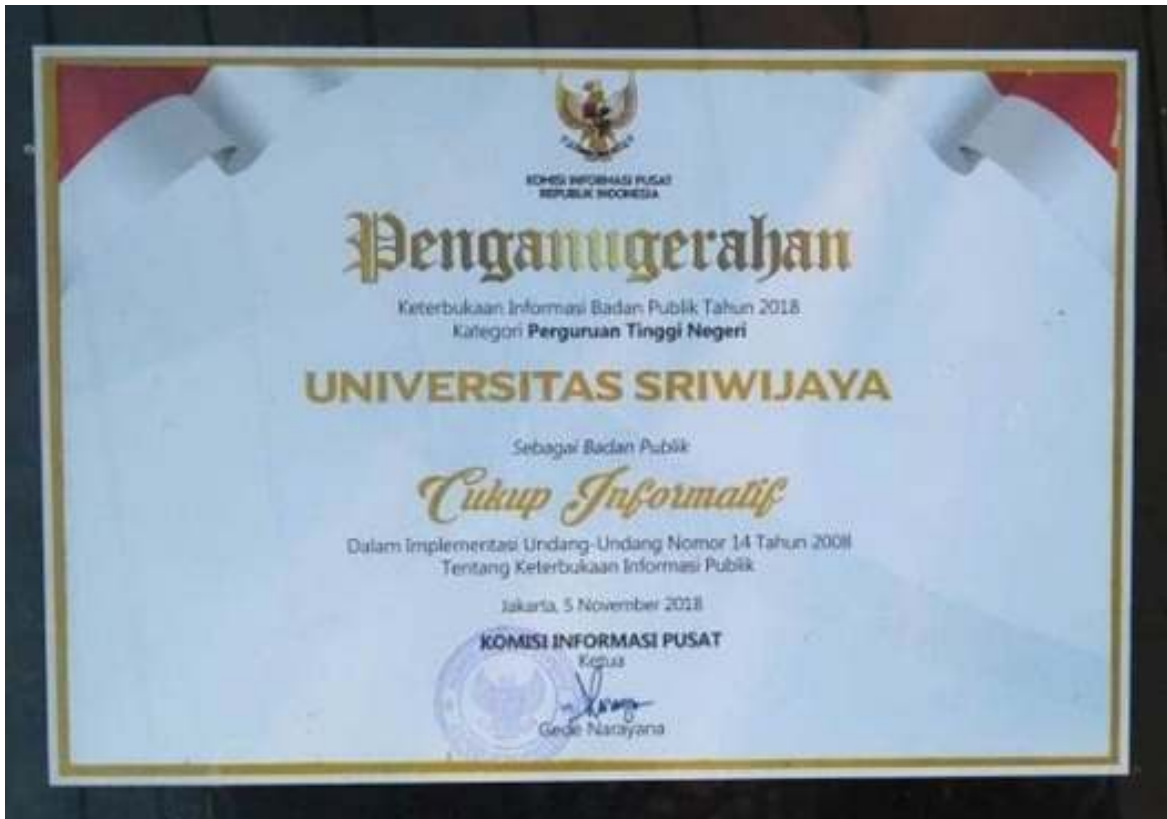 KOMISI INFORMASI PUSAT
REPUBLIK INDONESIA
Penganugerahan
Keterbukaan Informasi Badan Publik Tahun 2018
Kategori Perguruan Tinggi Negeri
UNIVERSITAS SRIWIJAYA
Sebagai Badan Publik
Cukup Informatif
Dalam Implementasi Undang-Undang Nomor 14 Tahun 2008
Tentang Keterbukaan Informasi Publik
Jakarta, 5 November 2018
KOMISI INFORMASI PUSAT
Ketua
Gede Narayana